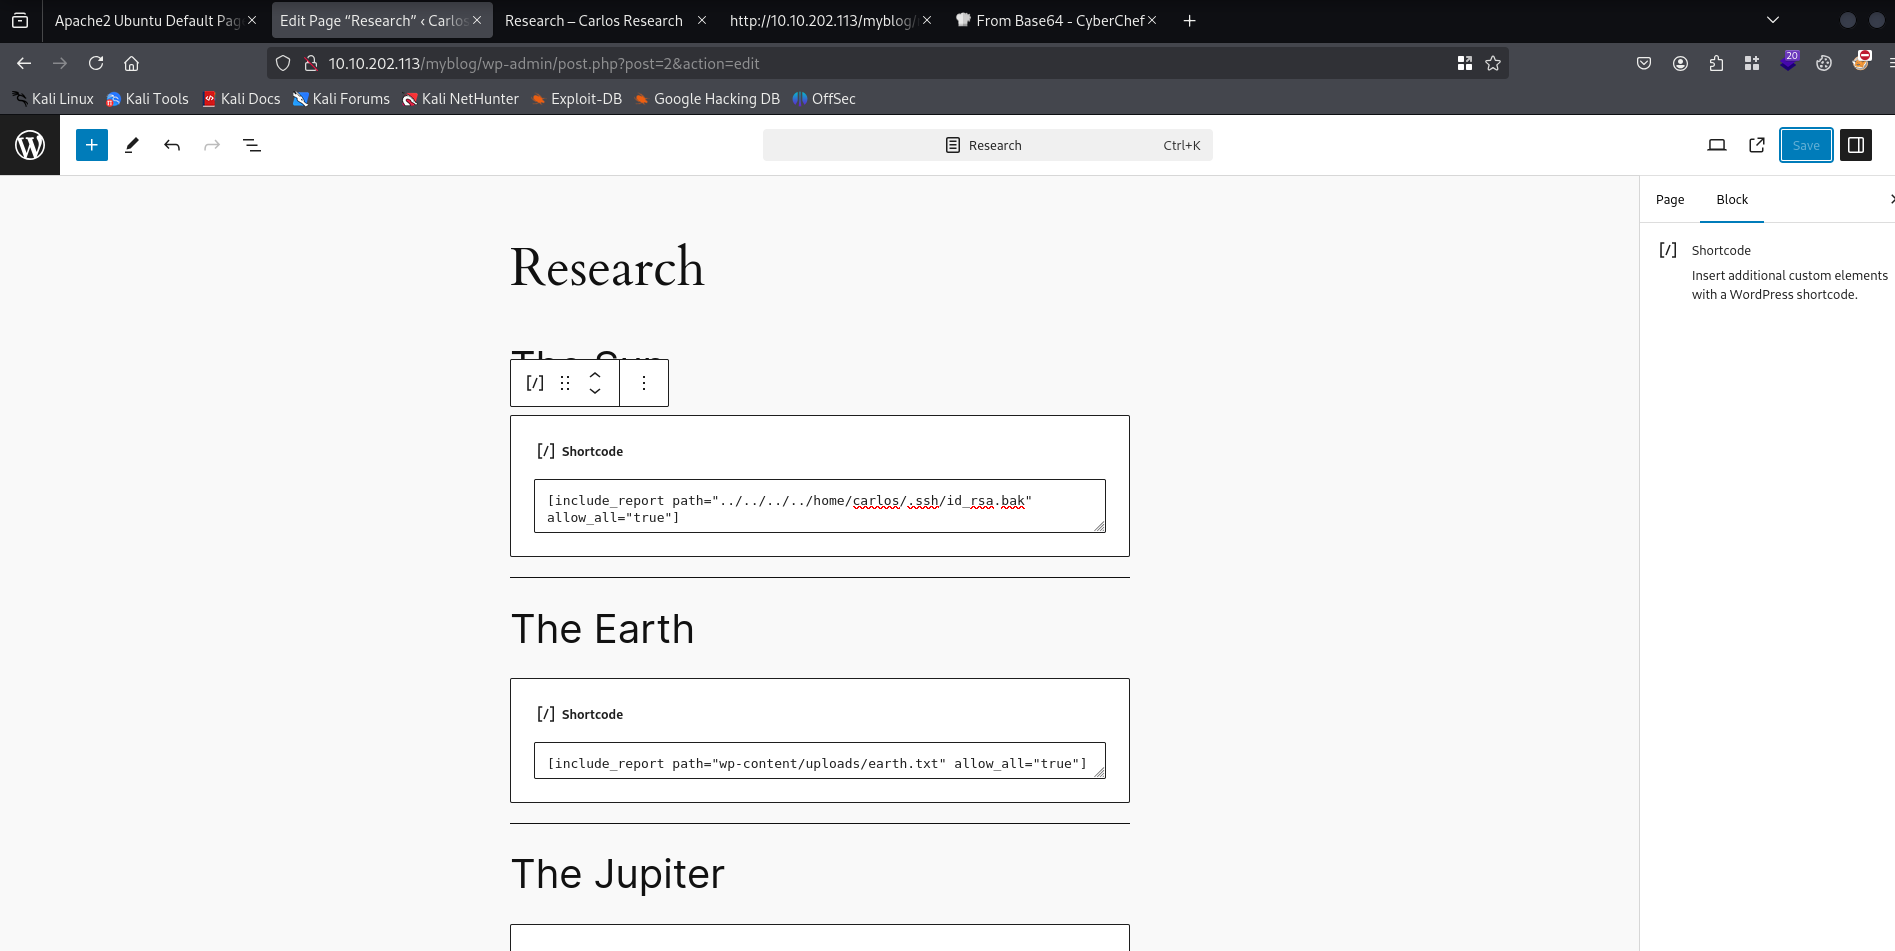 Apache2 Ubuntu Default Pag
Edit Page “Research” ‹ Carlos
Research – Carlos Research
http://10.10.202.113/myblog/
From Base64 - CyberChef
10.10.202.113/myblog/wp-admin/post.php?post=2&action=edit
20
Kali Linux
Kali Tools
Kali Docs
Kali Forums
Kali NetHunter
Exploit-DB
Google Hacking DB
OffSec
Research
Ctrl+K
Save
Page
Block
[/] Shortcode
Insert additional custom elements
with a WordPress shortcode.
Research
The Sun
[/]
[/] Shortcode
[include_report path="../../../../home/carlos/.ssh/id_rsa.bak"
allow_all="true"]
The Earth
[/] Shortcode
[include_report path="wp-content/uploads/earth.txt" allow_all="true"]
The Jupiter